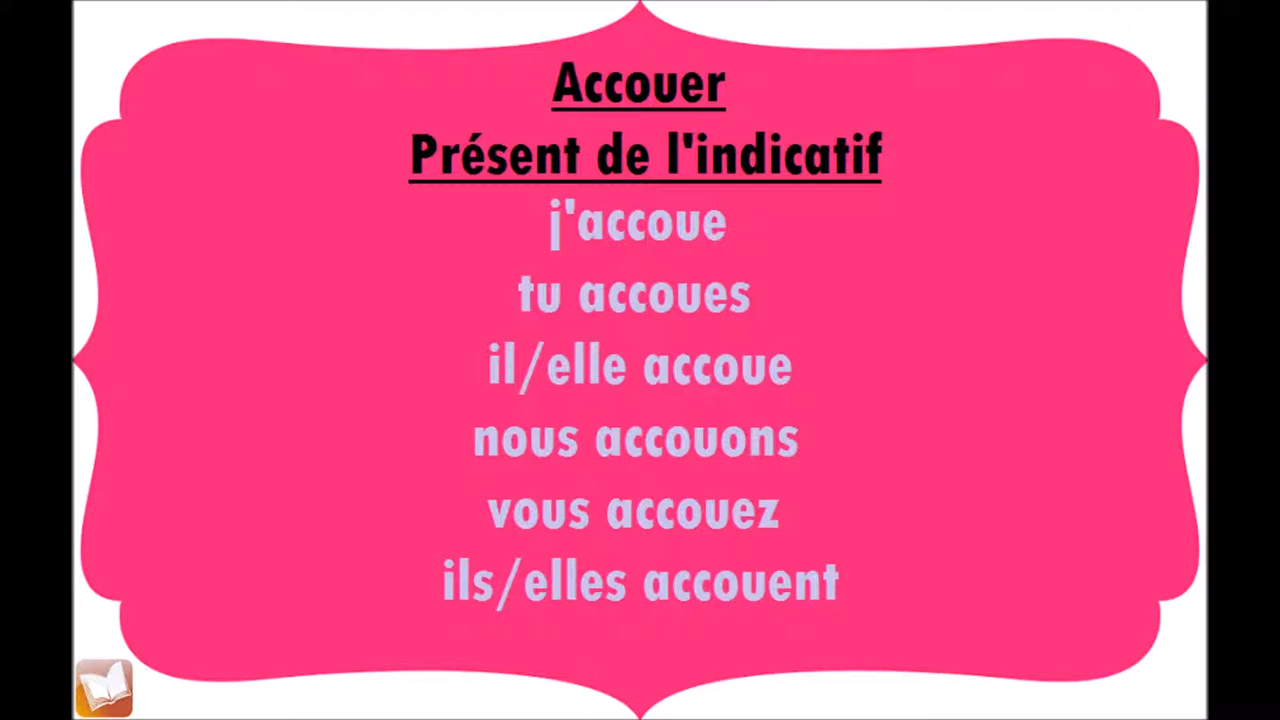 Accouer
Présent de l'indicatif
j'accoue
tu accoues
il/elle accoue
nous accouons
vous accouez
ils/elles accouent